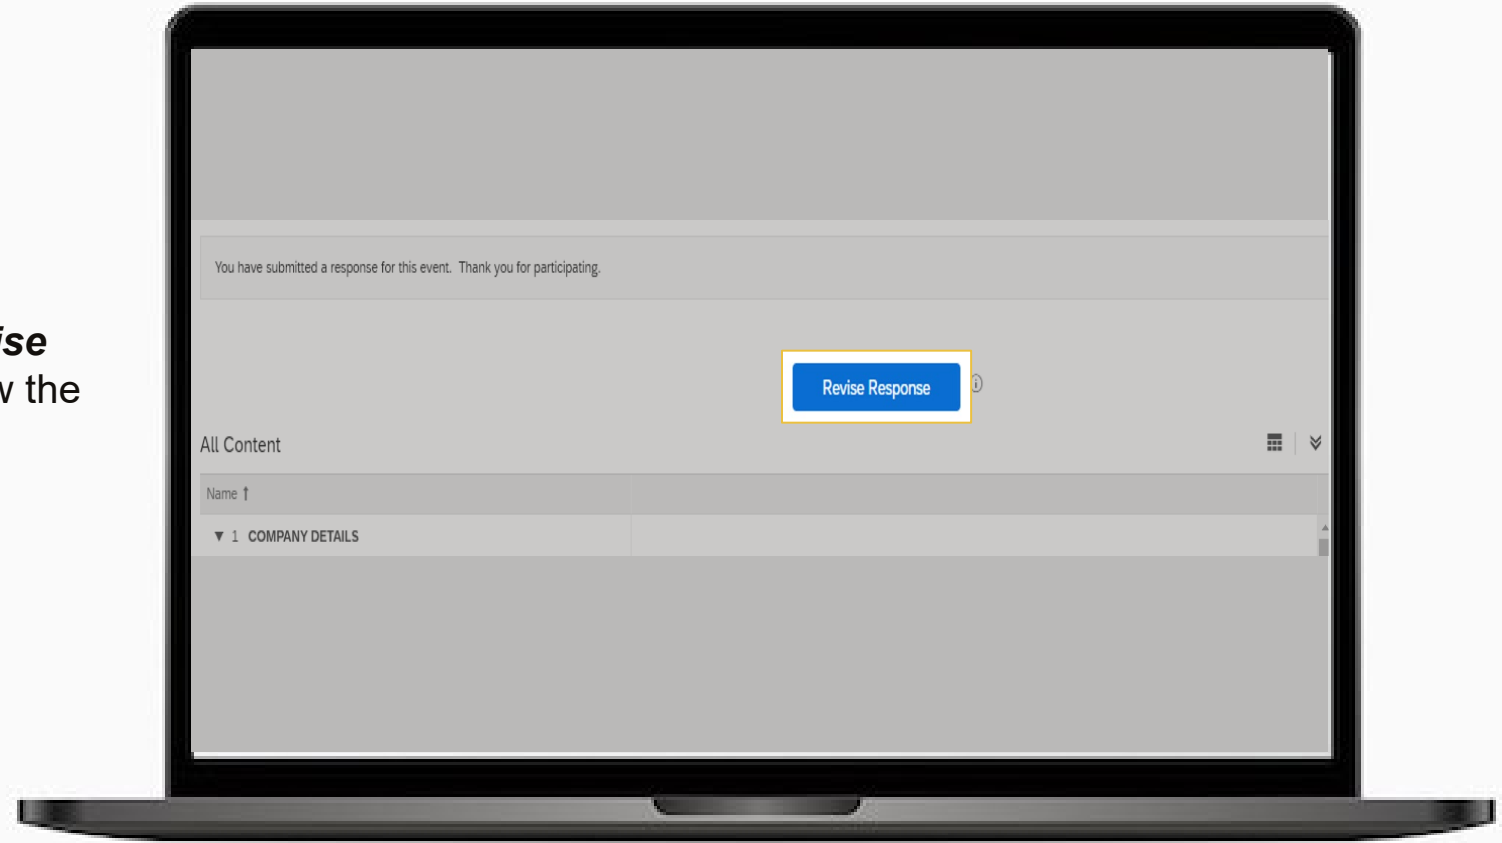 ise
w the
You have submitted a response for this event. Thank you for participating.
Revise Response
All Content
Name ↑
▼ 1 COMPANY DETAILS